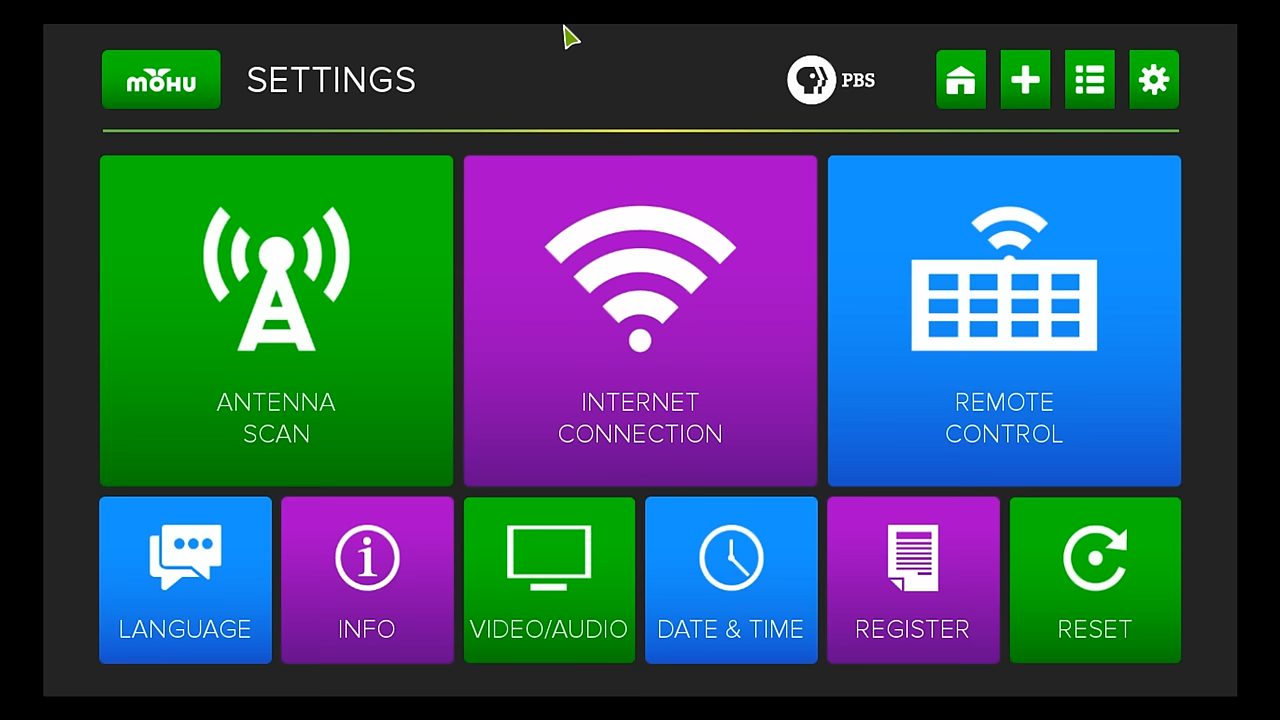 mOHU
SETTINGS
PBS
ANTENNA
SCAN
INTERNET
CONNECTION
REMOTE
CONTROL
LANGUAGE
INFO
VIDEO/AUDIO
DATE & TIME
REGISTER
RESET